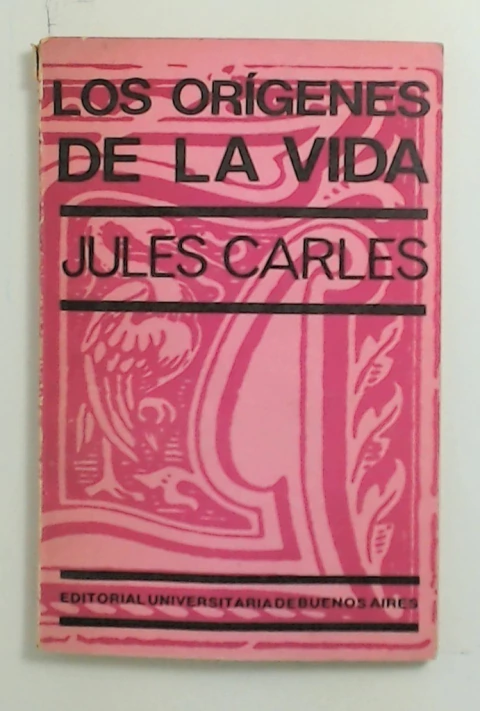 LOS ORÍGENES
DE LA VIDA
JULES CARLES
EDITORIAL UNIVERSITARIA DE BUENOS AIRES